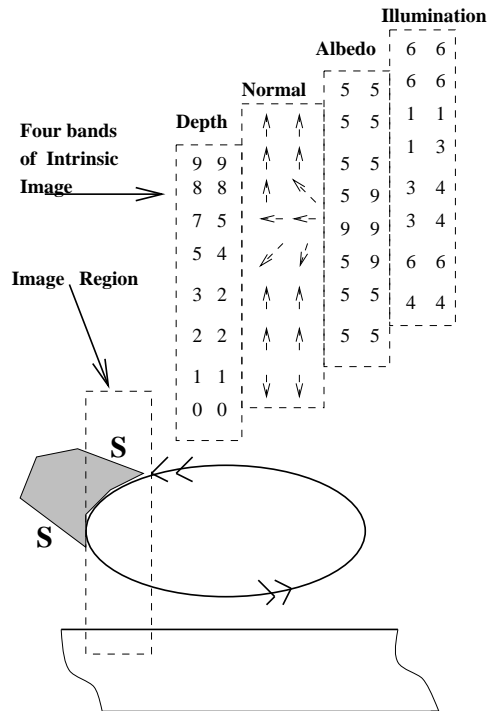 Illumination
Albedo
Normal
Depth
Four bands
of Intrinsic
Image
6 6
6 6
1 1
1 3
3 4
3 4
6 6
4 4
5 5
5 5
5 5
5 9
9 9
5 9
5 5
5 5
9 9
8 8
7 5
5 4
3 2
2 2
1 1
0 0
Image Region
S
S